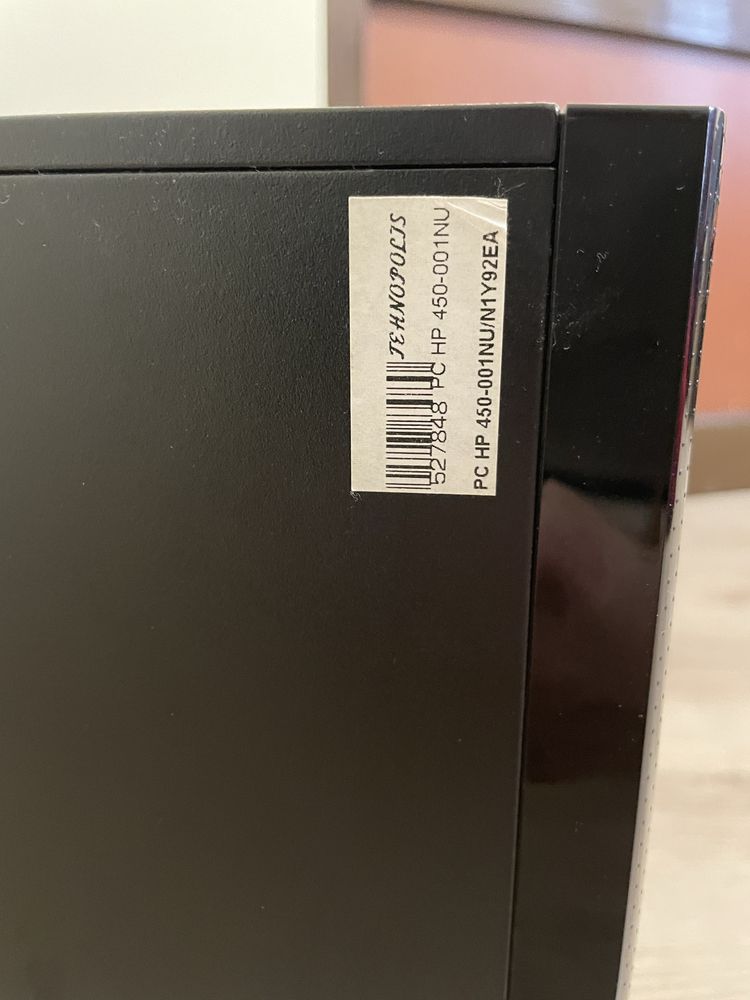 TEHNOPOLIS
527848 PC HP 450-001NU
PC HP 450-001NU/N1Y92EA